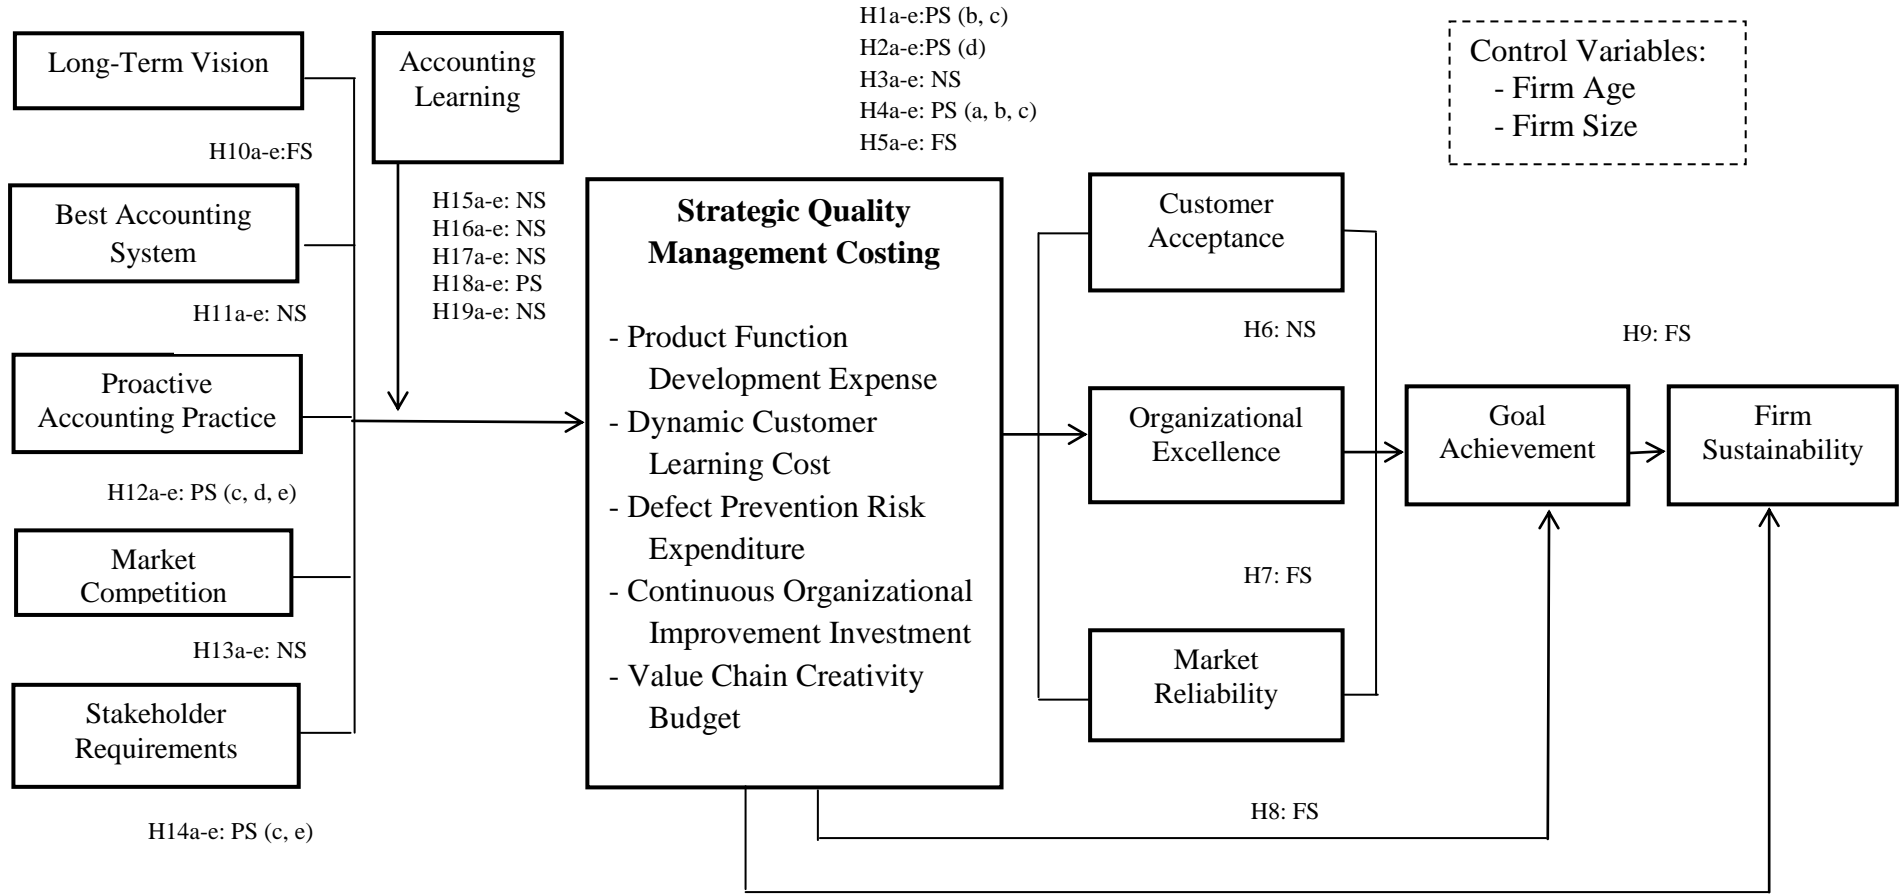 H1a-e:PS (b, c)
H2a-e:PS (d)
H3a-e: NS
H4a-e: PS (a, b, c)
H5a-e: FS
Control Variables:
- Firm Age
- Firm Size
Long-Term Vision
Accounting
Learning
H10a-e:FS
Best Accounting
System
H11a-e: NS
Proactive
Accounting Practice
H12a-e: PS (c, d, e)
Market
Competition
H13a-e: NS
Stakeholder
Requirements
H14a-e: PS (c, e)
H15a-e: NS
H16a-e: NS
H17a-e: NS
H18a-e: PS
H19a-e: NS
Strategic Quality
Management Costing
- Product Function
Development Expense
- Dynamic Customer
Learning Cost
- Defect Prevention Risk
Expenditure
- Continuous Organizational
Improvement Investment
- Value Chain Creativity
Budget
Customer
Acceptance
H6: NS
Organizational
Excellence
H7: FS
Market
Reliability
H8: FS
Goal
Achievement
H9: FS
Firm
Sustainability